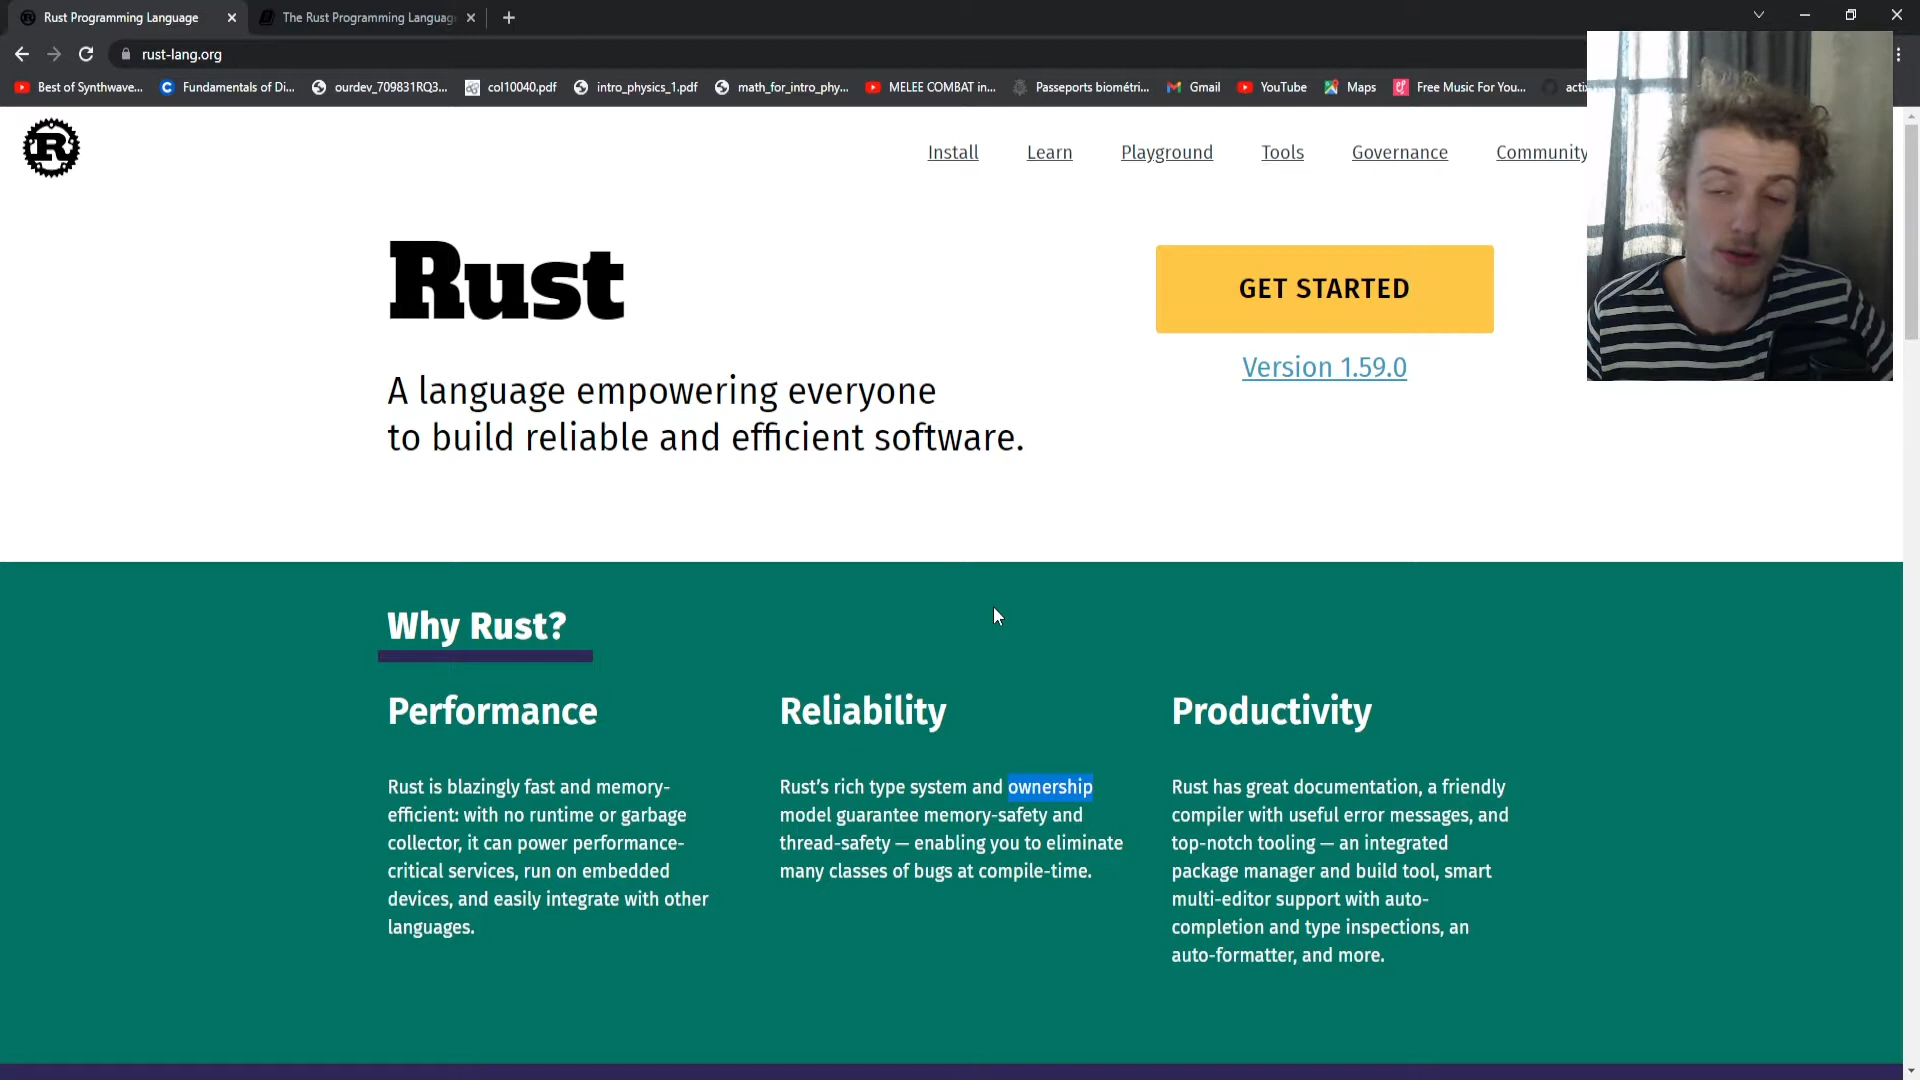 Rust Programming Language
The Rust Programming Languag
rust-lang.org
Best of Synthwave...
Fundamentals of Di...
ourdev_709831RQ3...
col10040.pdf
intro_physics_1.pdf
math_for_intro_phy...
MELEE COMBAT in...
Passeports biométri...
Gmail
YouTube
Maps
Free Music For You...
acti
R
Install
Learn
Playground
Tools
Governance
Community
Rust
GET STARTED
Version 1.59.0
A language empowering everyone
to build reliable and efficient software.
Why Rust?
Performance
Rust is blazingly fast and memory-
efficient: with no runtime or garbage
collector, it can power performance-
critical services, run on embedded
devices, and easily integrate with other
languages.
Reliability
Rust’s rich type system and ownership
model guarantee memory-safety and
thread-safety — enabling you to eliminate
many classes of bugs at compile-time.
Productivity
Rust has great documentation, a friendly
compiler with useful error messages, and
top-notch tooling — an integrated
package manager and build tool, smart
multi-editor support with auto-
completion and type inspections, an
auto-formatter, and more.